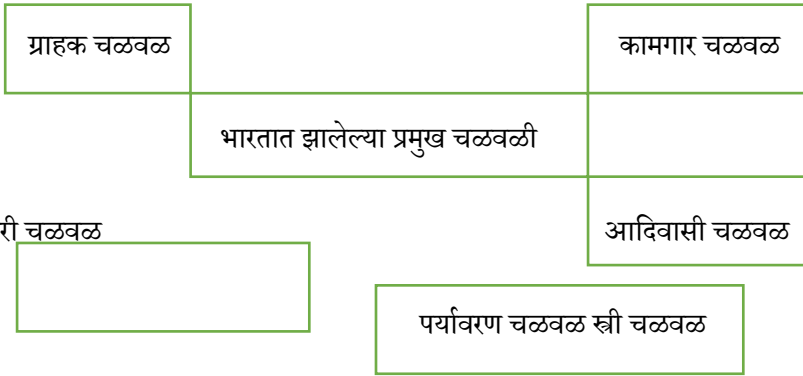 ग्राहक चळवळ
कामगार चळवळ
भारतात झालेल्या प्रमुख चळवळी
री चळवळ
आदिवासी चळवळ
पर्यावरण चळवळ स्त्री चळवळ